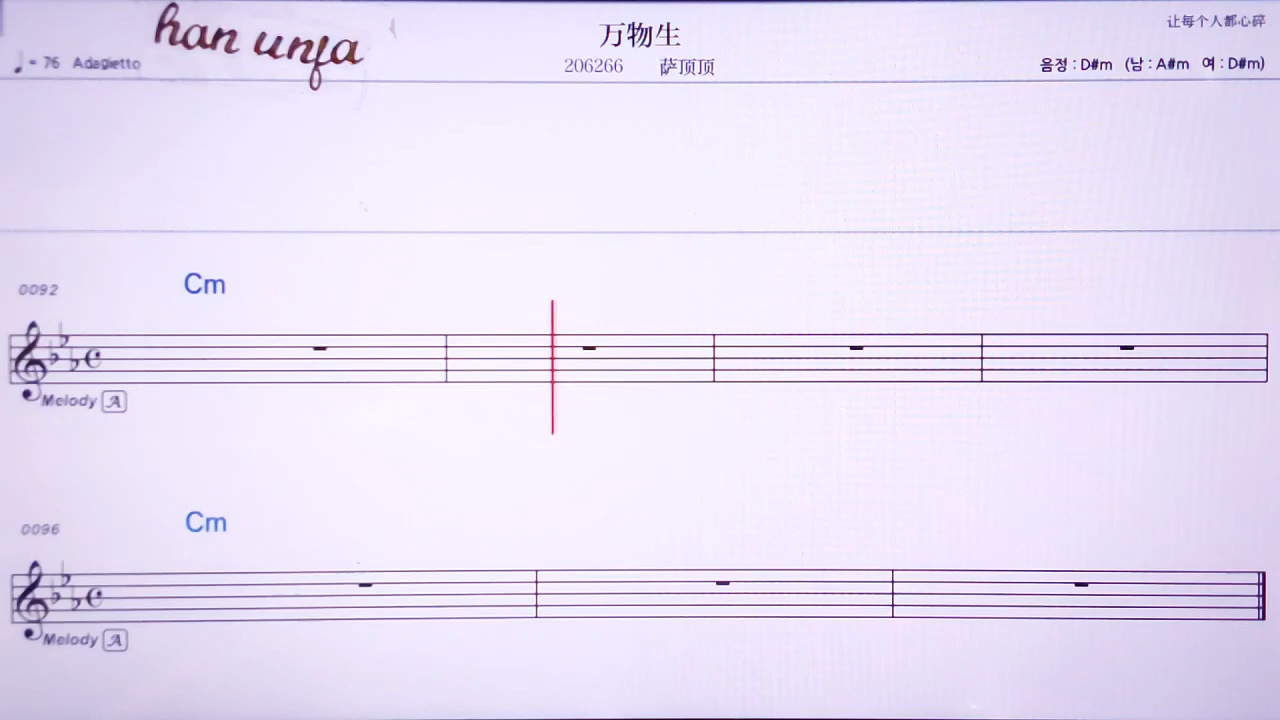 han unfa
万物生
让每个人都心碎
♩ = 76 Adagietto
206266 萨顶顶
음정 : D#m (남 : A#m 여 : D#m)
0092
Cm
Melody A
0096
Cm
Melody A